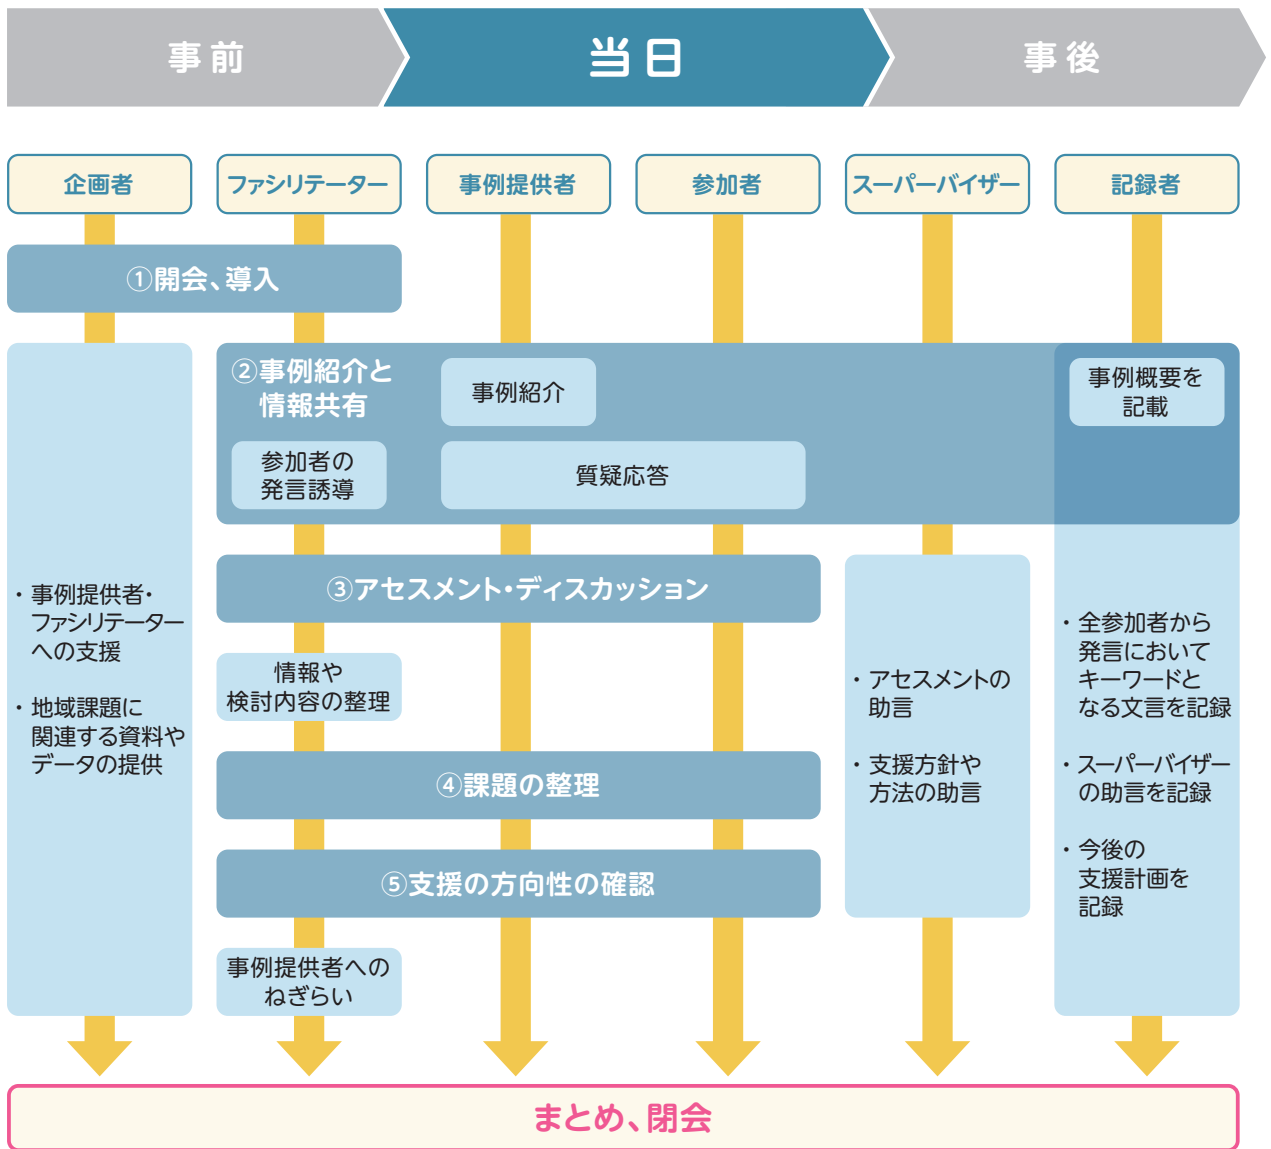 事前
当日
事後
企画者
ファシリテーター
事例提供者
参加者
スーパーバイザー
記録者
①開会、導入
②事例紹介と
情報共有
事例紹介
事例概要を
記載
参加者の
発言誘導
質疑応答
・事例提供者・
ファシリテーター
への支援
・地域課題に
関連する資料や
データの提供
③アセスメント・ディスカッション
情報や
検討内容の整理
④課題の整理
⑤支援の方向性の確認
事例提供者への
ねぎらい
・アセスメントの
助言
・支援方針や
方法の助言
・全参加者から
発言において
キーワードと
なる文言を記録
・スーパーバイザー
の助言を記録
・今後の
支援計画を
記録
まとめ、閉会